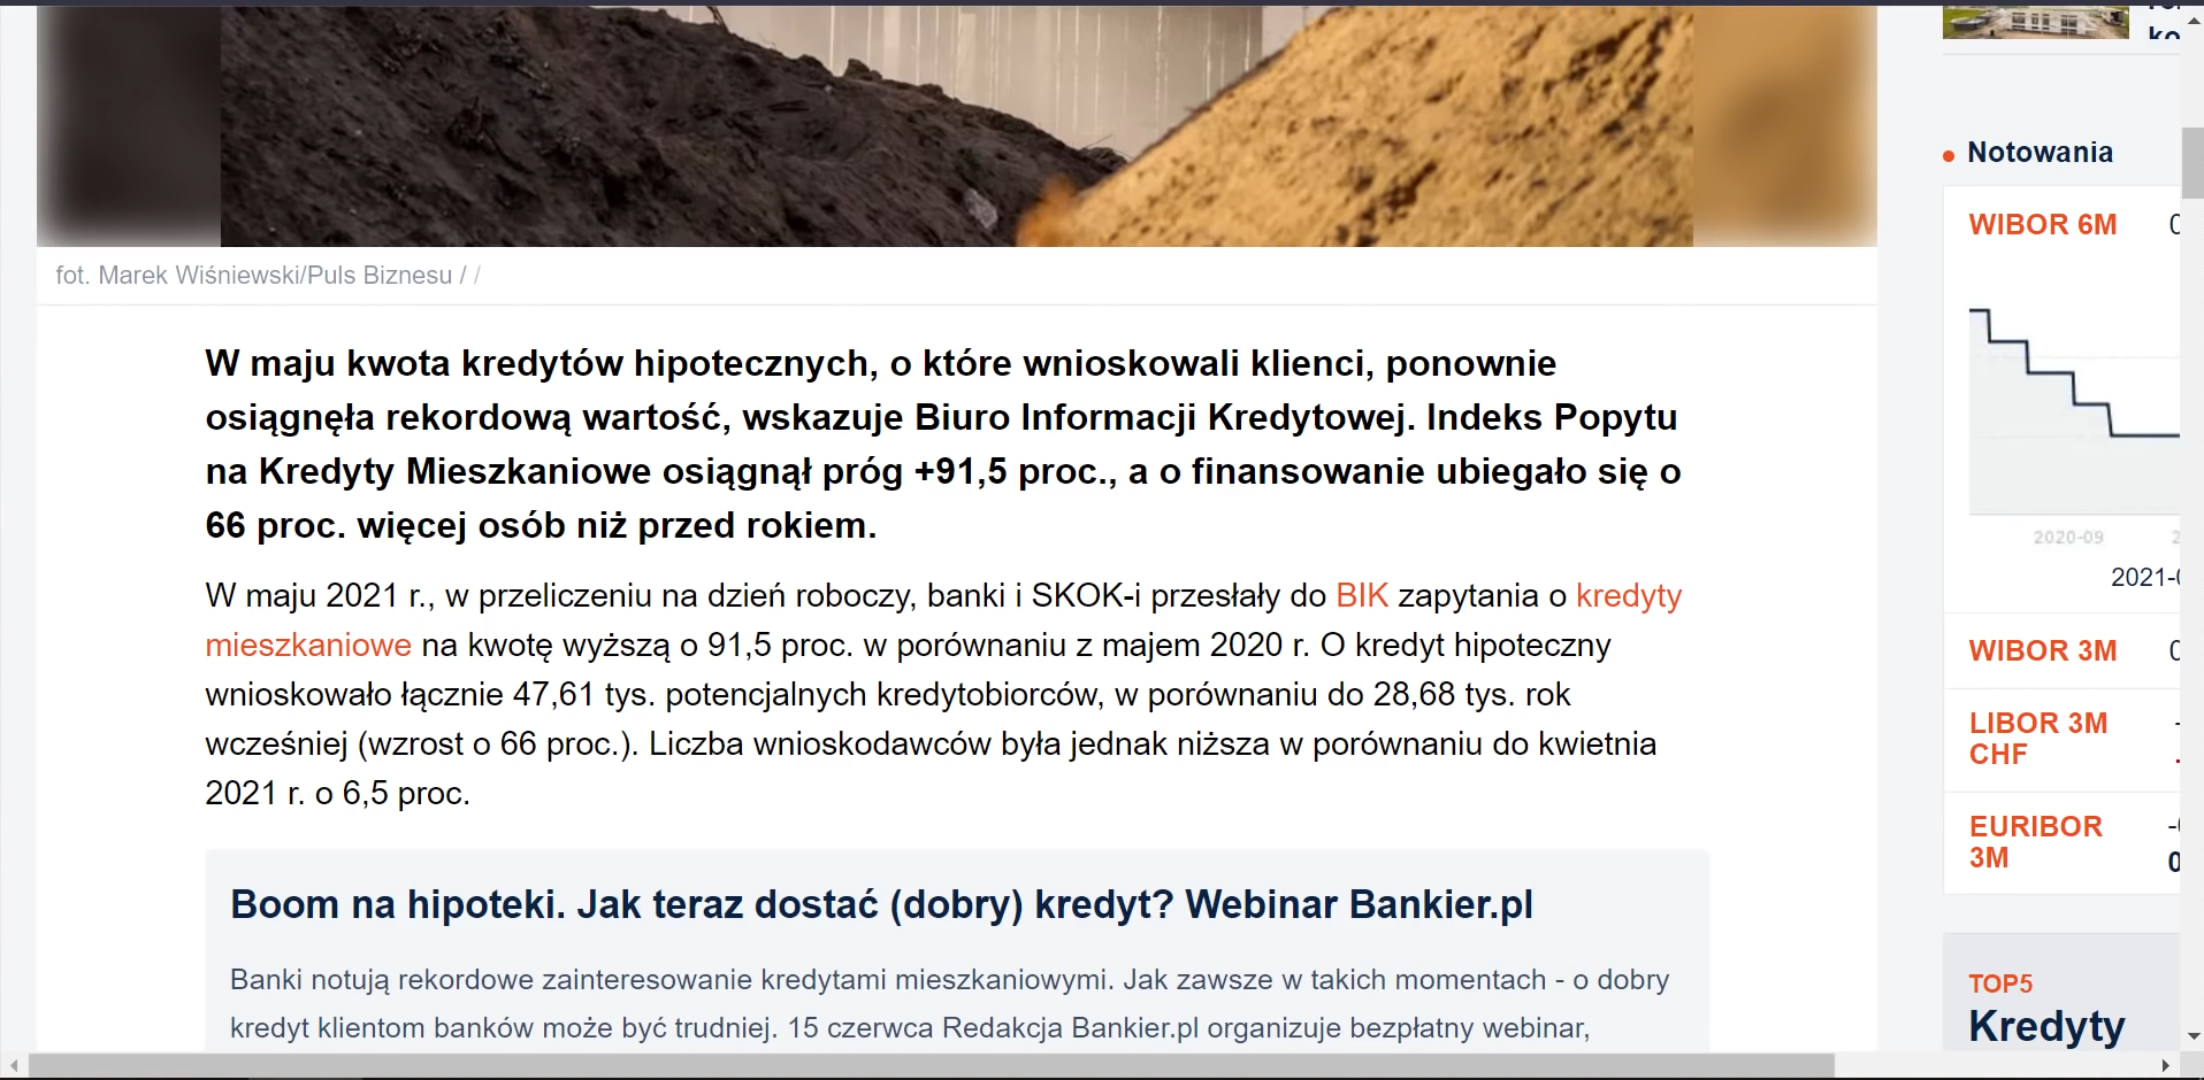 fot. Marek Wiśniewski/Puls Biznesu / /
W maju kwota kredytów hipotecznych, o które wnioskowali klienci, ponownie
osiągnęła rekordową wartość, wskazuje Biuro Informacji Kredytowej. Indeks Popytu
na Kredyty Mieszkaniowe osiągnął próg +91,5 proc., a o finansowanie ubiegało się o
66 proc. więcej osób niż przed rokiem.
W maju 2021 r., w przeliczeniu na dzień roboczy, banki i SKOK-i przesłały do BIK zapytania o kredyty
mieszkaniowe na kwotę wyższą o 91,5 proc. w porównaniu z majem 2020 r. O kredyt hipoteczny
wnioskowało łącznie 47,61 tys. potencjalnych kredytobiorców, w porównaniu do 28,68 tys. rok
wcześniej (wzrost o 66 proc.). Liczba wnioskodawców była jednak niższa w porównaniu do kwietnia
2021 r. o 6,5 proc.
Boom na hipoteki. Jak teraz dostać (dobry) kredyt? Webinar Bankier.pl
Banki notują rekordowe zainteresowanie kredytami mieszkaniowymi. Jak zawsze w takich momentach - o dobry
kredyt klientom banków może być trudniej. 15 czerwca Redakcja Bankier.pl organizuje bezpłatny webinar,
Notowania
WIBOR 6M
2020-09
WIBOR 3M
LIBOR 3M
CHF
EURIBOR
3M
TOP5
Kredyty